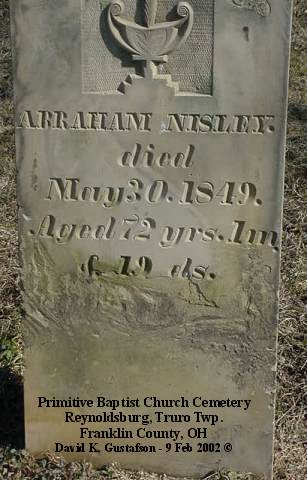 ABRAHAM NISLEY.
died
May 30. 1849.
Aged 72 yrs. 1m
& 19 ds.
Primitive Baptist Church Cemetery
Reynoldsburg, Truro Twp.
Franklin County, OH
David K. Gustafson - 9 Feb 2002 ©